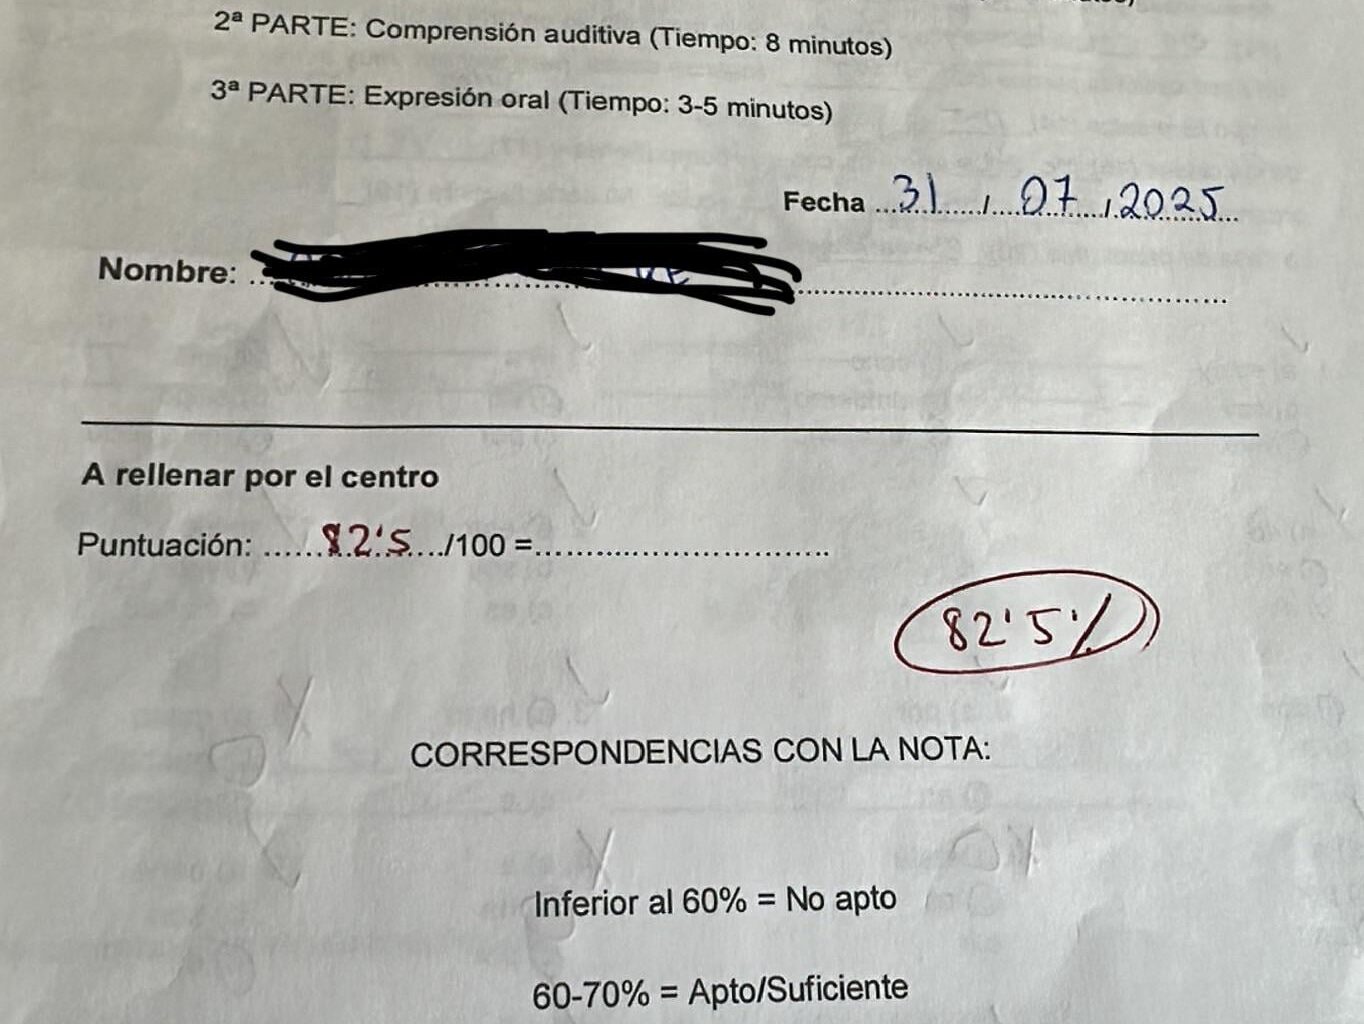 2ª PARTE: Comprensión auditiva (Tiempo: 8 minutos)
3ª PARTE: Expresión oral (Tiempo: 3-5 minutos)
Fecha 31 / 07 / 2025
Nombre:
A rellenar por el centro
Puntuación: 82'5 /100 =
82'5%
CORRESPONDENCIAS CON LA NOTA:
Inferior al 60% = No apto
60-70% = Apto/Suficiente